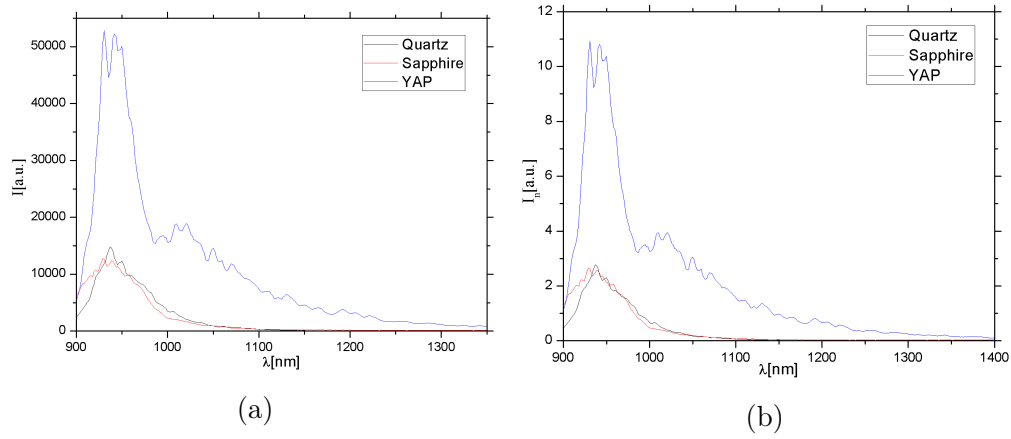 50000
40000
30000
20000
10000
0
I[a.u.]
900 1000 1100 1200 1300
λ[nm]
Quartz
Sapphire
YAP
(a)
12
10
8
6
4
2
0
I_n[a.u.]
900 1000 1100 1200 1300 1400
λ[nm]
Quartz
Sapphire
YAP
(b)